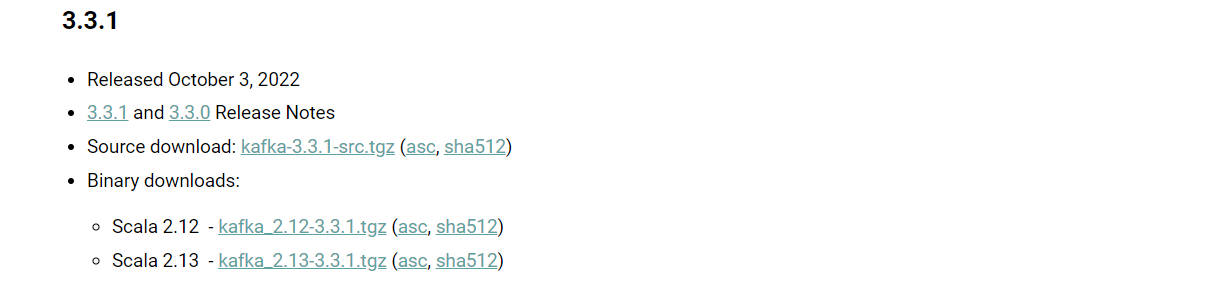 3.3.1
Released October 3, 2022
3.3.1 and 3.3.0 Release Notes
Source download: kafka-3.3.1-src.tgz (asc, sha512)
Binary downloads:
Scala 2.12 - kafka_2.12-3.3.1.tgz (asc, sha512)
Scala 2.13 - kafka_2.13-3.3.1.tgz (asc, sha512)